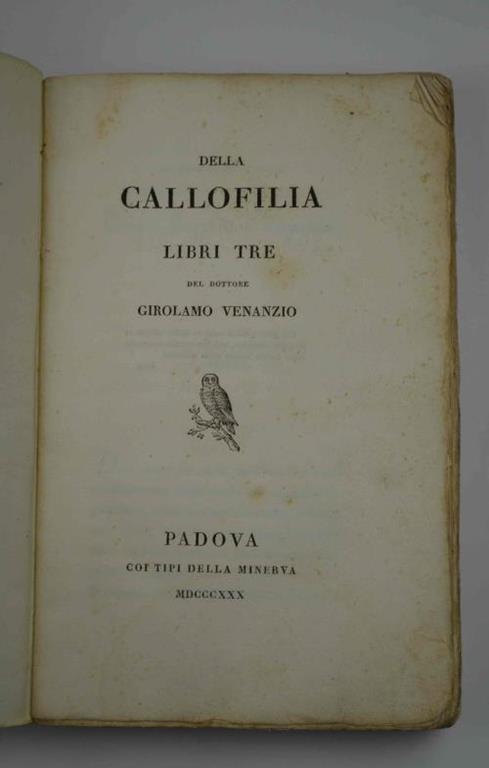 DELLA
CALLOFILIA
LIBRI TRE
DEL DOTTORE
GIROLAMO VENANZIO
PADOVA
COI TIPI DELLA MINERVA
MDCCCXXX